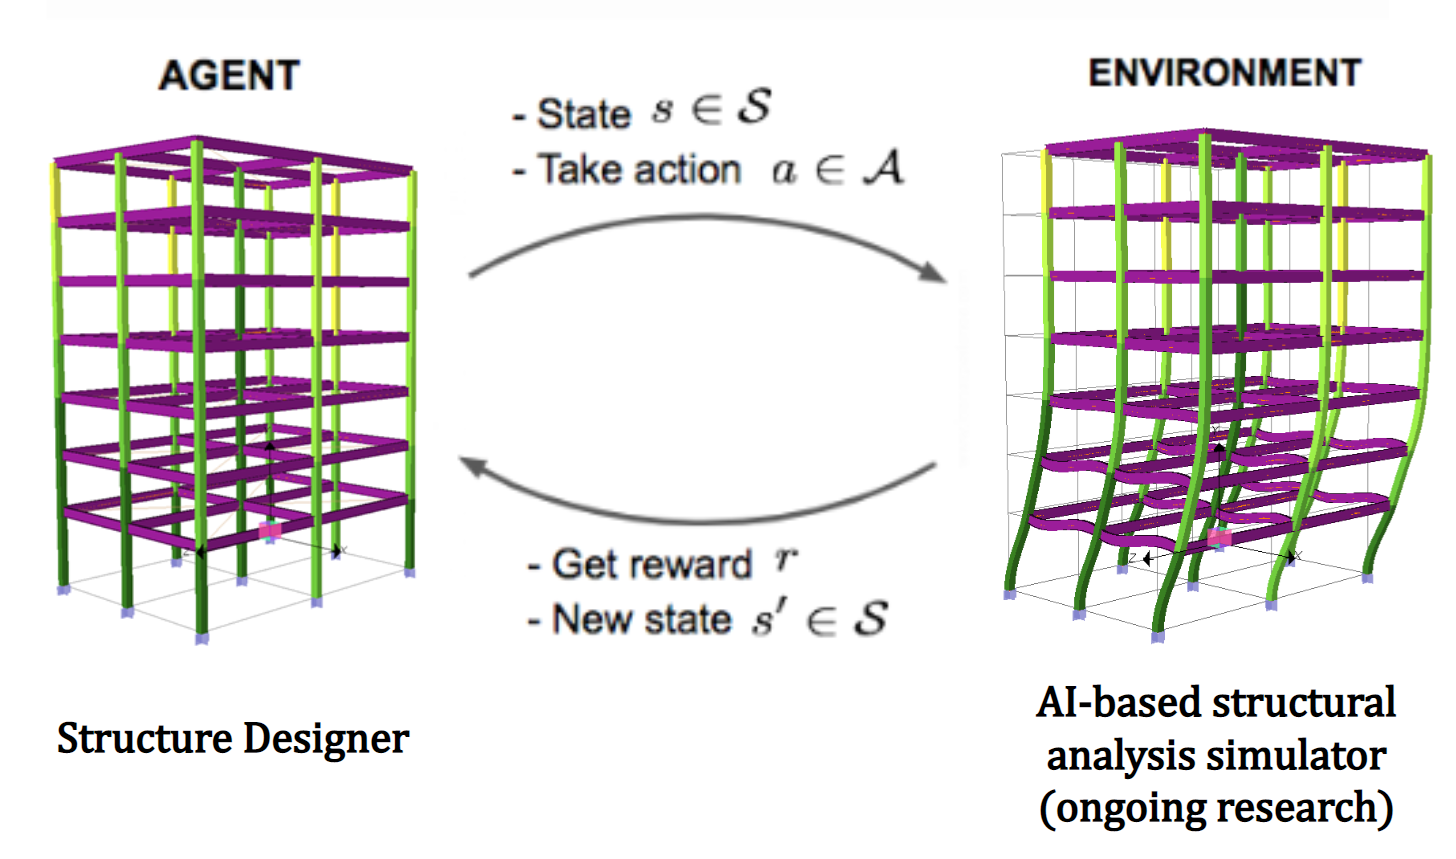 AGENT
ENVIRONMENT
- State s ∈ 𝒮
- Take action a ∈ 𝒜
- Get reward r
- New state s′ ∈ 𝒮
Z
X
Y
Z
X
Structure Designer
AI-based structural
analysis simulator
(ongoing research)